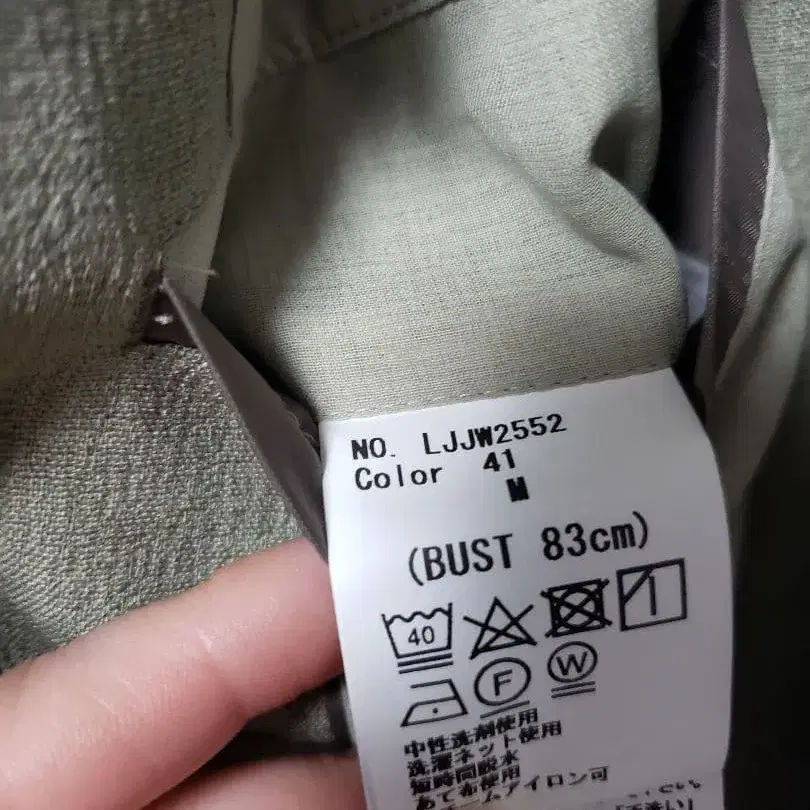 NO. LJJW2552
Color 41
M
(BUST 83cm)
40
F W
中性洗剤使用
洗濯ネット使用
短時間脱水
あて布使用
スチームアイロン可